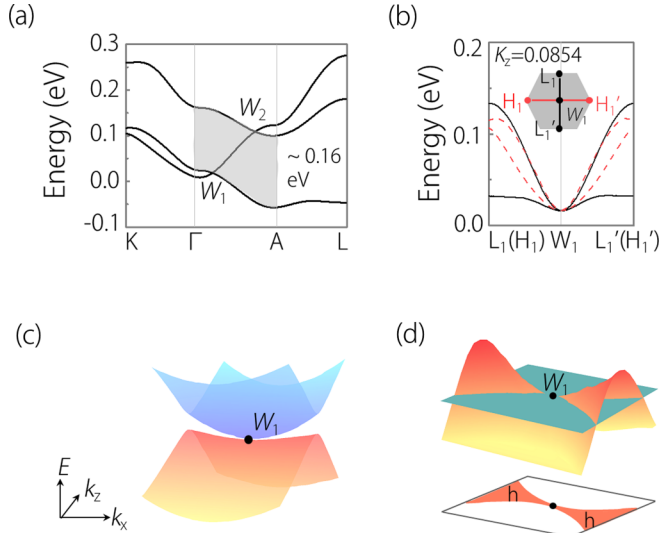 (a)
Energy (eV)
0.3
0.2
0.1
0.0
-0.1
K
Γ
A
L
W2
W1
~ 0.16
eV
(b)
Energy (eV)
0.2
0.1
0.0
Kz=0.0854
L1
H1
H1'
W1
L1'
L1(H1)
W1
L1'(H1')
(c)
W1
E
kz
kx
(d)
W1
h
h